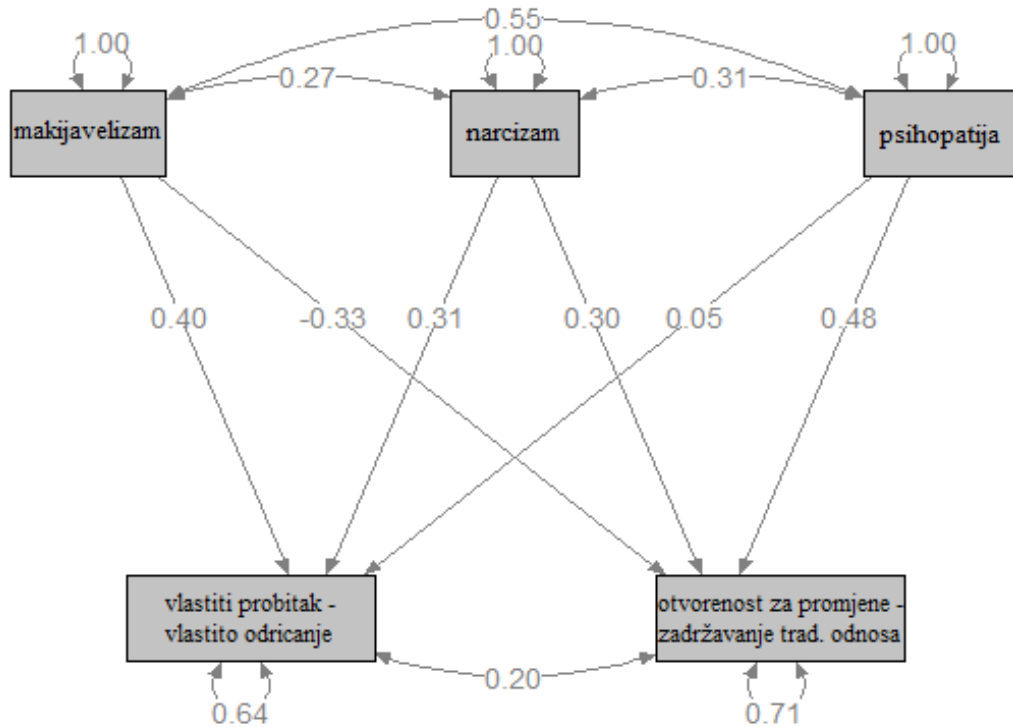 0.55
1.00
1.00
1.00
0.27
0.31
makijavelizam
narcizam
psihopatija
0.40
-0.33
0.31
0.30
0.05
0.48
vlastiti probitak -
vlastito odricanje
otvorenost za promjene -
zadržavanje trad. odnosa
0.20
0.64
0.71